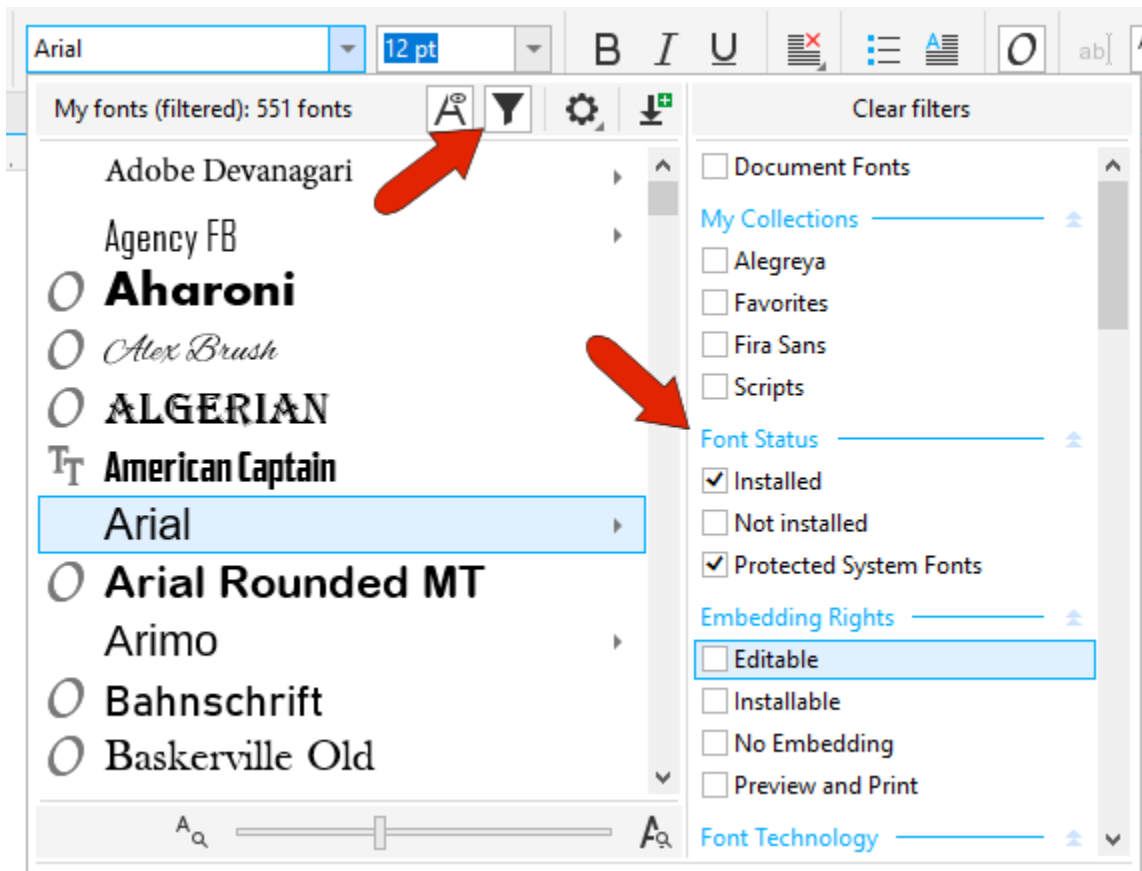 Arial
12 pt
B I U
A
O
ab
My fonts (filtered): 551 fonts
Clear filters
Adobe Devanagari
Agency FB
O Aharoni
O Alex Brush
O ALGERIAN
TT American Captain
Arial
O Arial Rounded MT
Arimo
O Bahnschrift
O Baskerville Old
A A
Document Fonts
My Collections
Alegreya
Favorites
Fira Sans
Scripts
Font Status
Installed
Not installed
Protected System Fonts
Embedding Rights
Editable
Installable
No Embedding
Preview and Print
Font Technology